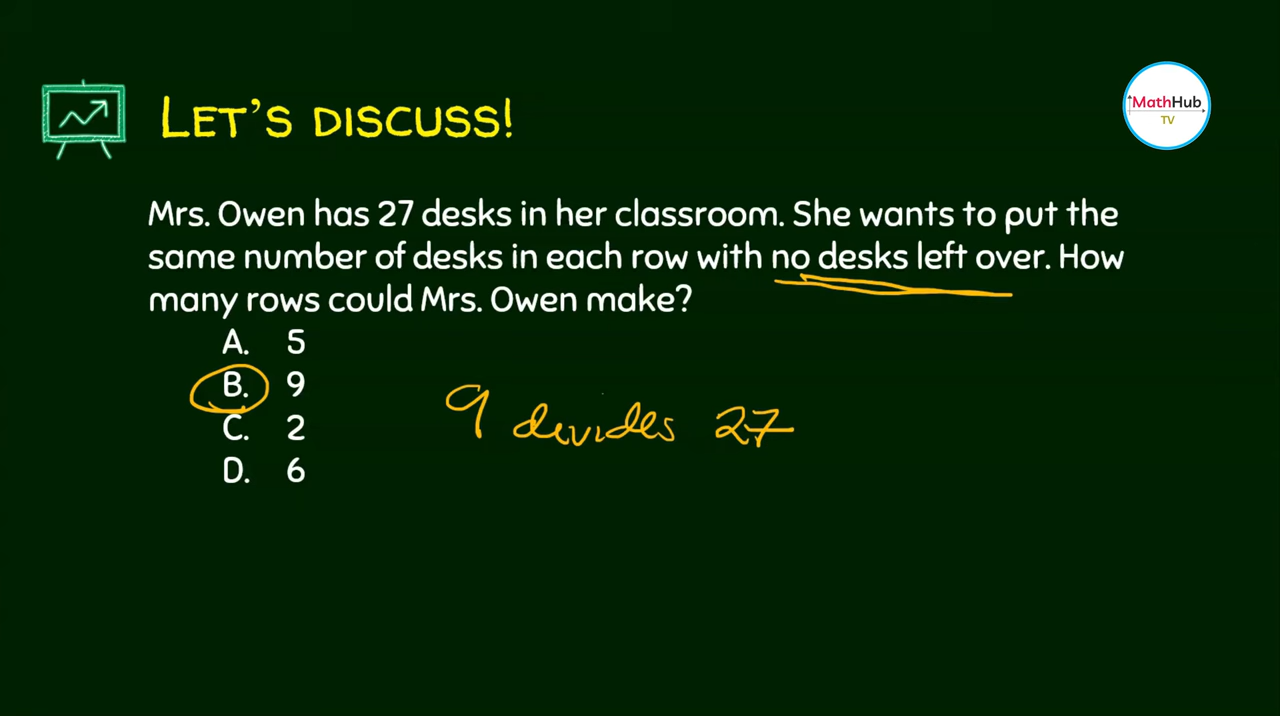 LET'S DISCUSS!
MathHub
TV
Mrs. Owen has 27 desks in her classroom. She wants to put the
same number of desks in each row with no desks left over. How
many rows could Mrs. Owen make?
A. 5
B. 9
C. 2
D. 6
9 divides 27